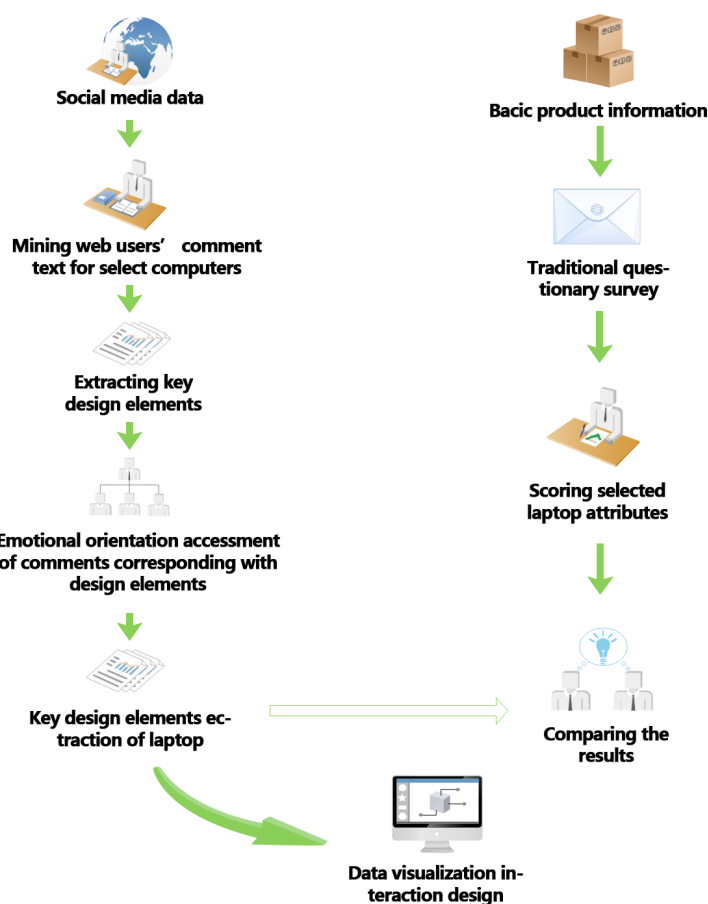 Social media data
Mining web users’ comment
text for select computers
Extracting key
design elements
Emotional orientation accessment
of comments corresponding with
design elements
Key design elements ec-
traction of laptop
Bacic product information
Traditional ques-
tionary survey
Scoring selected
laptop attributes
Comparing the
results
Data visualization in-
teraction design